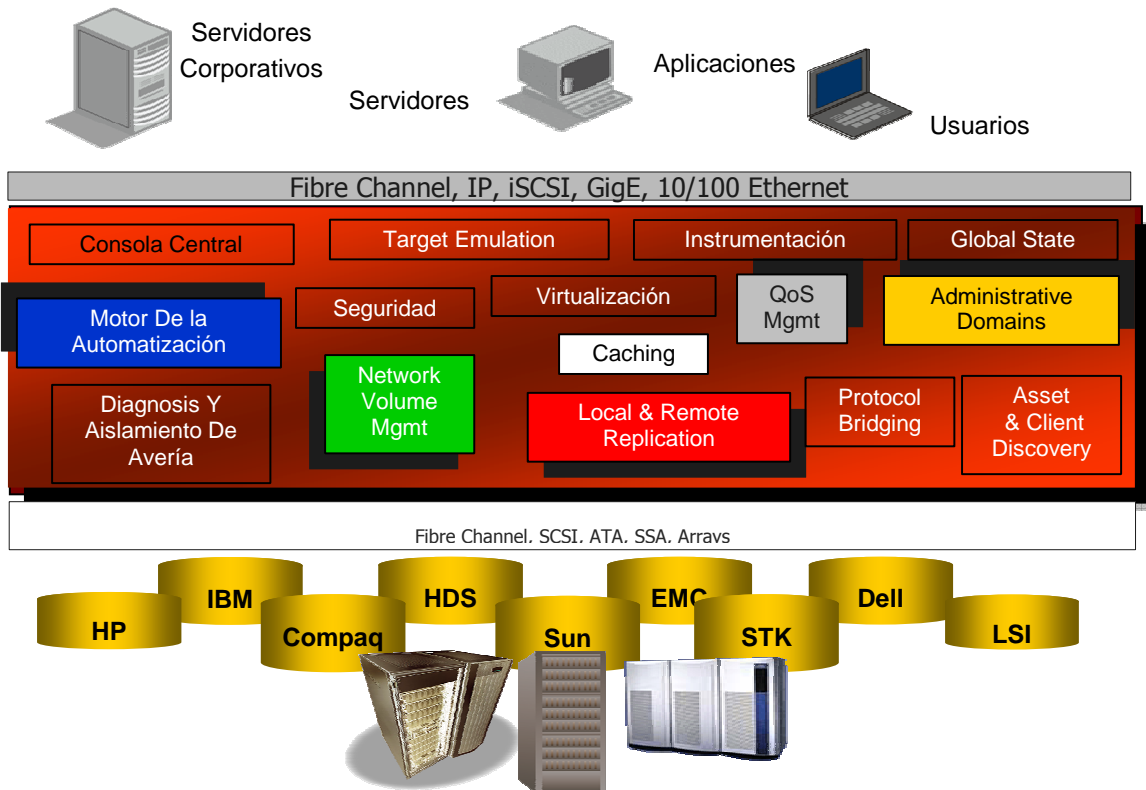 Servidores
Corporativos
Servidores
Aplicaciones
Usuarios
Fibre Channel, IP, iSCSI, GigE, 10/100 Ethernet
Consola Central
Target Emulation
Instrumentación
Global State
Motor De la
Automatización
Seguridad
Virtualización
QoS
Mgmt
Administrative
Domains
Caching
Network
Volume
Mgmt
Diagnosis Y
Aislamiento De
Avería
Local & Remote
Replication
Protocol
Bridging
Asset
& Client
Discovery
Fibre Channel, SCSI, ATA, SSA, Arrays
HP
IBM
Compaq
HDS
Sun
EMC
STK
Dell
LSI